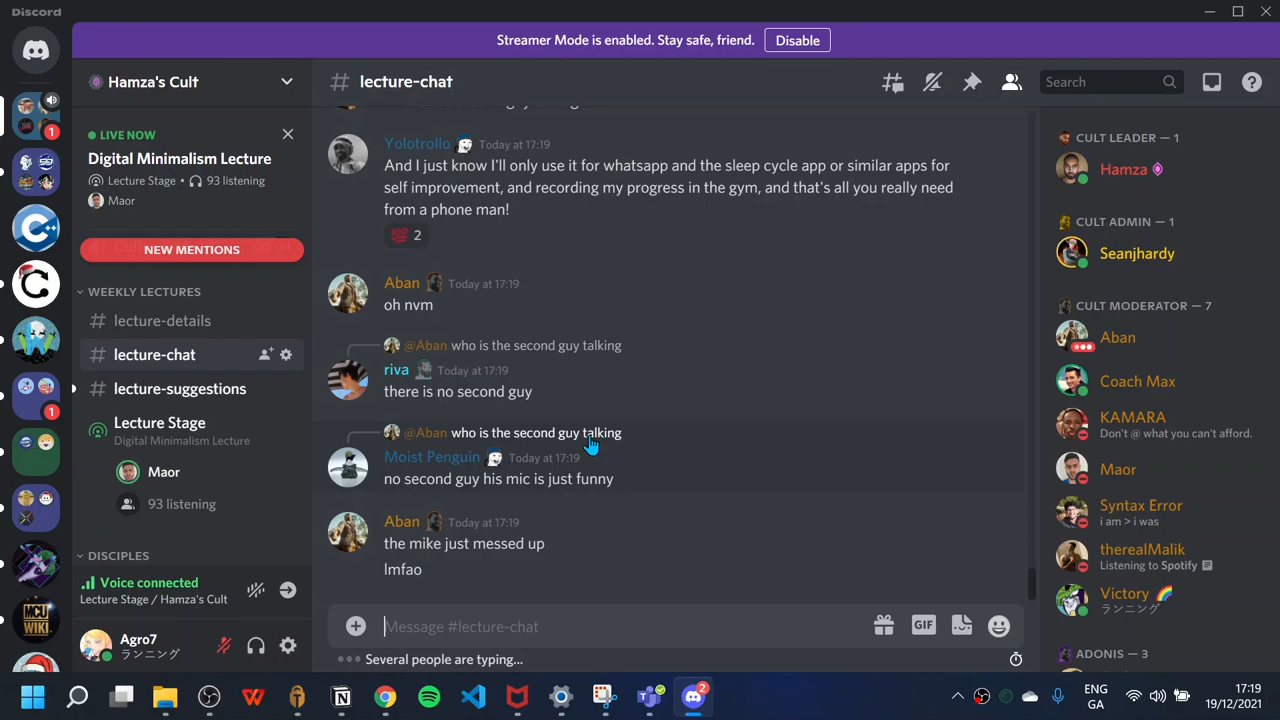 Discord
Streamer Mode is enabled. Stay safe, friend.
Disable
Hamza's Cult
LIVE NOW
Digital Minimalism Lecture
Lecture Stage • 93 listening
Maor
NEW MENTIONS
WEEKLY LECTURES
lecture-details
lecture-chat
lecture-suggestions
Lecture Stage
Digital Minimalism Lecture
Maor
93 listening
DISCIPLES
Voice connected
Lecture Stage / Hamza's Cult
Agro7
ランニング
1
1
MCU
WIKI
lecture-chat
Search
Yolotrollo Today at 17:19
And I just know I'll only use it for whatsapp and the sleep cycle app or similar apps for
self improvement, and recording my progress in the gym, and that's all you really need
from a phone man!
💯 2
Aban Today at 17:19
oh nvm
@Aban who is the second guy talking
riva Today at 17:19
there is no second guy
@Aban who is the second guy talking
Moist Penguin Today at 17:19
no second guy his mic is just funny
Aban Today at 17:19
the mike just messed up
lmfao
Message #lecture-chat
GIF
Several people are typing...
CULT LEADER — 1
Hamza
CULT ADMIN — 1
Seanjhardy
CULT MODERATOR — 7
Aban
Coach Max
KAMARA
Don't @ what you can't afford.
Maor
Syntax Error
i am > i was
therealMalik
Listening to Spotify
Victory 🌈
ランニング
ADONIS — 3
2
ENG
GA
17:19
19/12/2021